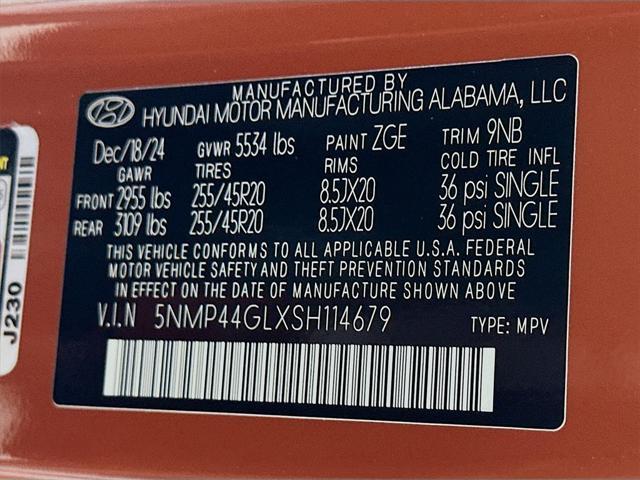 MANUFACTURED BY
HYUNDAI MOTOR MANUFACTURING ALABAMA, LLC
Dec/18/24 GVWR 5534 lbs PAINT ZGE TRIM 9NB
GAWR TIRES RIMS COLD TIRE INFL
FRONT 2955 lbs 255/45R20 8.5JX20 36 psi SINGLE
REAR 3109 lbs 255/45R20 8.5JX20 36 psi SINGLE
THIS VEHICLE CONFORMS TO ALL APPLICABLE U.S.A. FEDERAL
MOTOR VEHICLE SAFETY AND THEFT PREVENTION STANDARDS
IN EFFECT ON THE DATE OF MANUFACTURE SHOWN ABOVE
V.I.N 5NMP44GLXSH114679 TYPE: MPV
J230